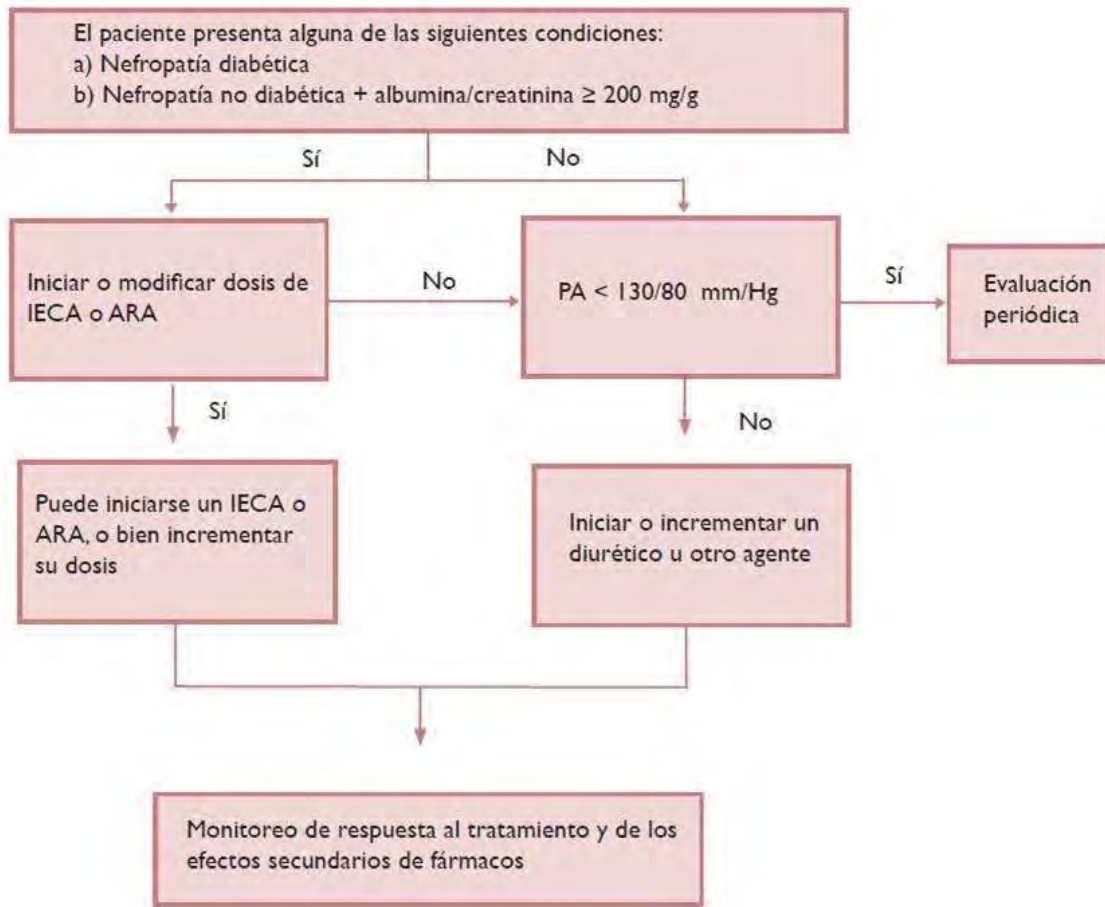 El paciente presenta alguna de las siguientes condiciones:
a) Nefropatía diabética
b) Nefropatía no diabética + albumina/creatinina ≥ 200 mg/g
Sí
No
Iniciar o modificar dosis de
IECA o ARA
No
PA < 130/80 mm/Hg
Sí
Evaluación
periódica
Sí
No
Puede iniciarse un IECA o
ARA, o bien incrementar
su dosis
Iniciar o incrementar un
diurético u otro agente
Monitoreo de respuesta al tratamiento y de los
efectos secundarios de fármacos